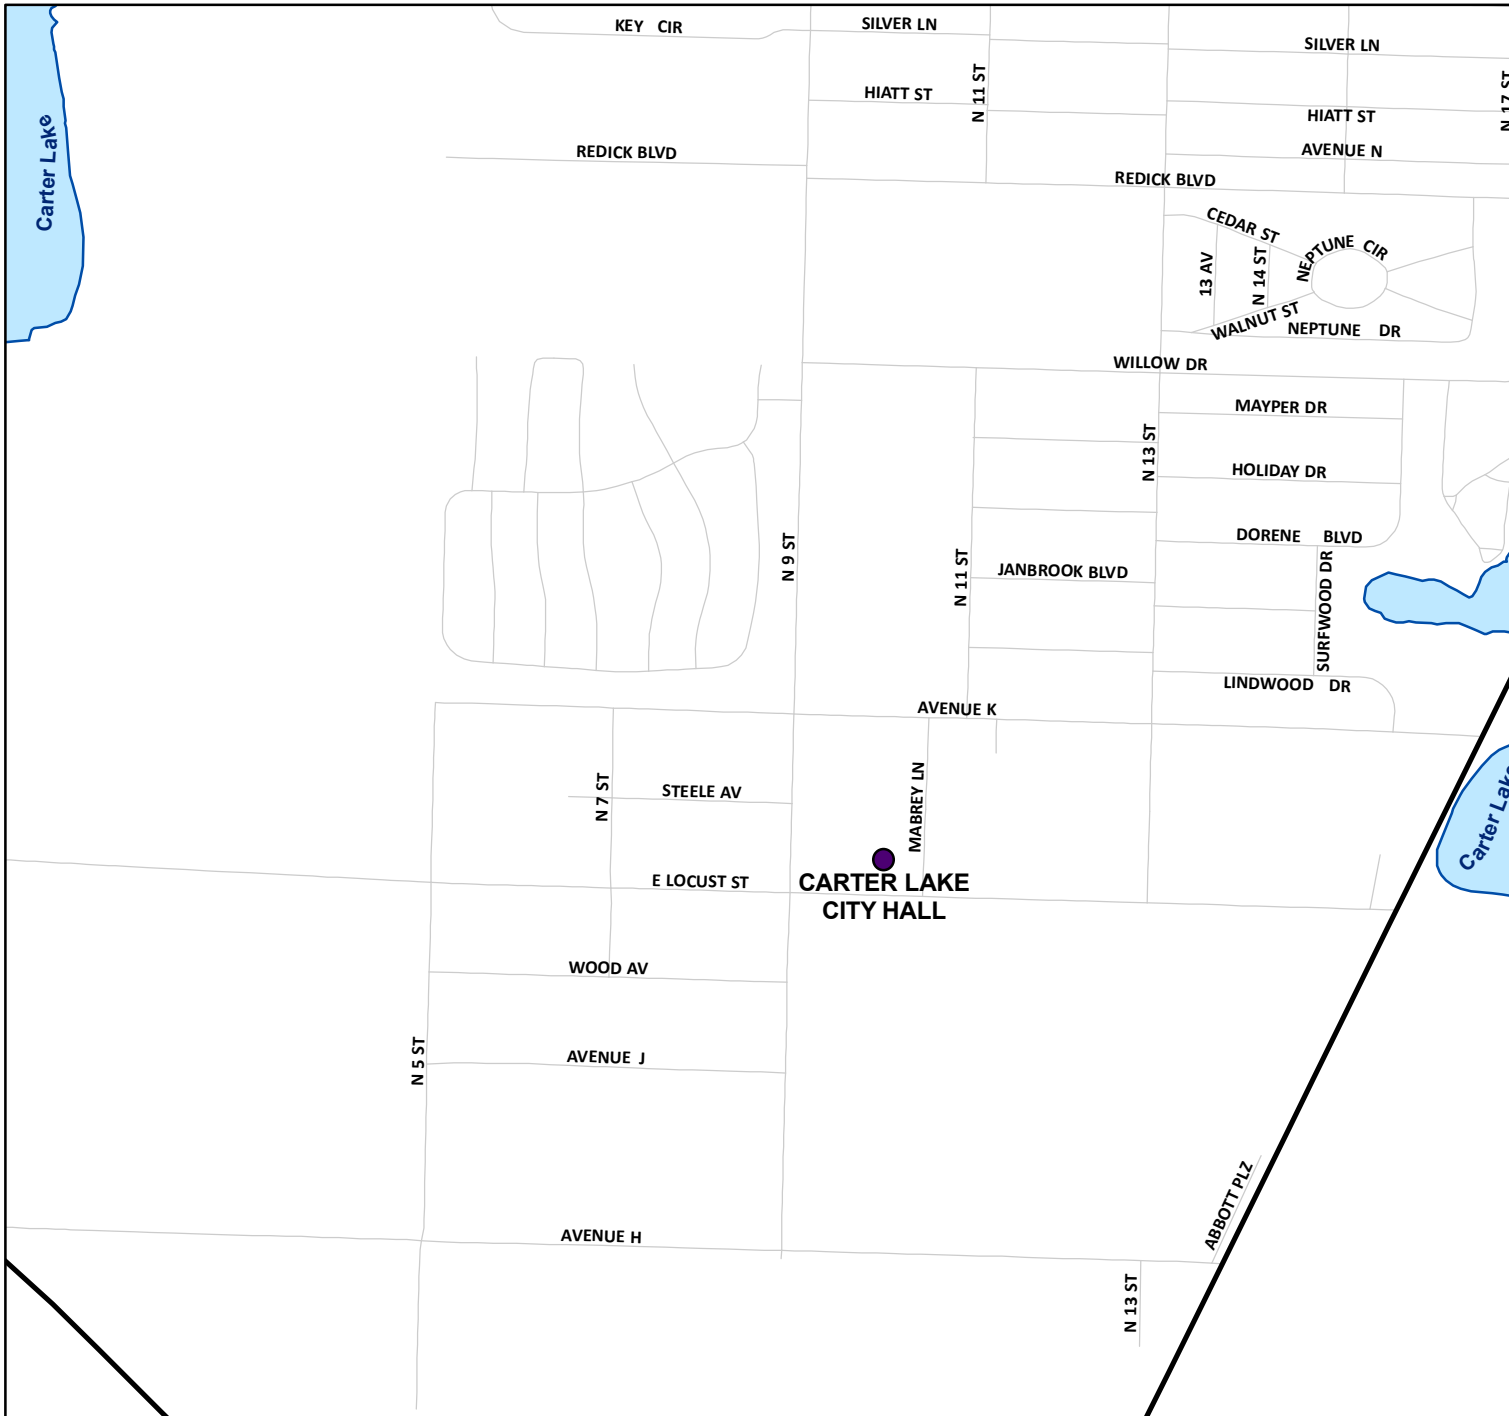 KEY CIR
SILVER LN
SILVER LN
N 11 ST
N 17 ST
HIATT ST
HIATT ST
Carter Lake
REDICK BLVD
AVENUE N
REDICK BLVD
CEDAR ST
NEPTUNE CIR
13 AV
N 14 ST
WALNUT ST
NEPTUNE DR
WILLOW DR
MAYPER DR
N 13 ST
HOLIDAY DR
DORENE BLVD
N 9 ST
N 11 ST
JANBROOK BLVD
SURFWOOD DR
LINDWOOD DR
AVENUE K
N 7 ST
STEELE AV
MABREY LN
Carter Lake
E LOCUST ST
CARTER LAKE
CITY HALL
WOOD AV
N 5 ST
AVENUE J
ABBOTT PLZ
AVENUE H
N 13 ST